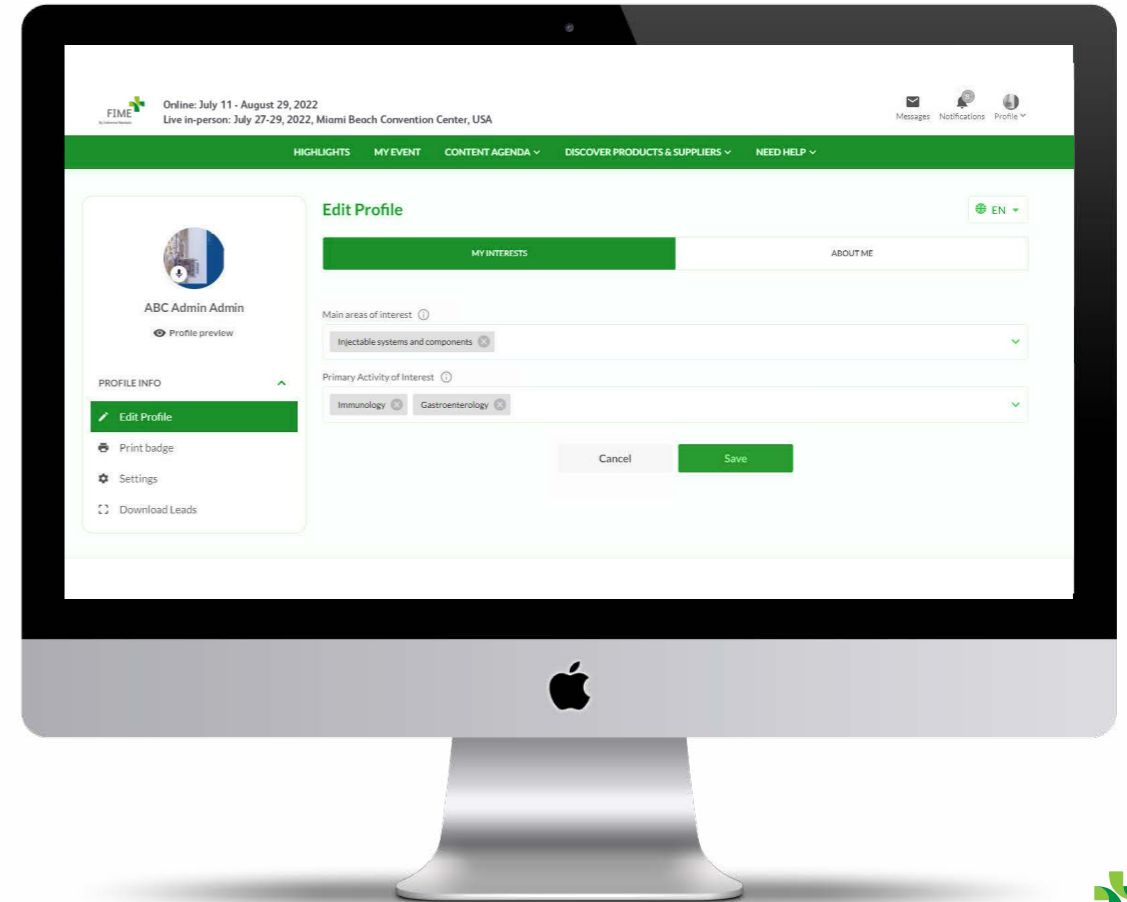 FIME
Online: July 11 - August 29, 2022
Live in-person: July 27-29, 2022, Miami Beach Convention Center, USA
Messages Notifications Profile
HIGHLIGHTS MY EVENT CONTENT AGENDA DISCOVER PRODUCTS & SUPPLIERS NEED HELP
Edit Profile
EN
MY INTERESTS ABOUT ME
ABC Admin Admin
Profile preview
PROFILE INFO
Edit Profile
Print badge
Settings
Download Leads
Main areas of interest
Injectable systems and components
Primary Activity of Interest
Immunology Gastroenterology
Cancel Save